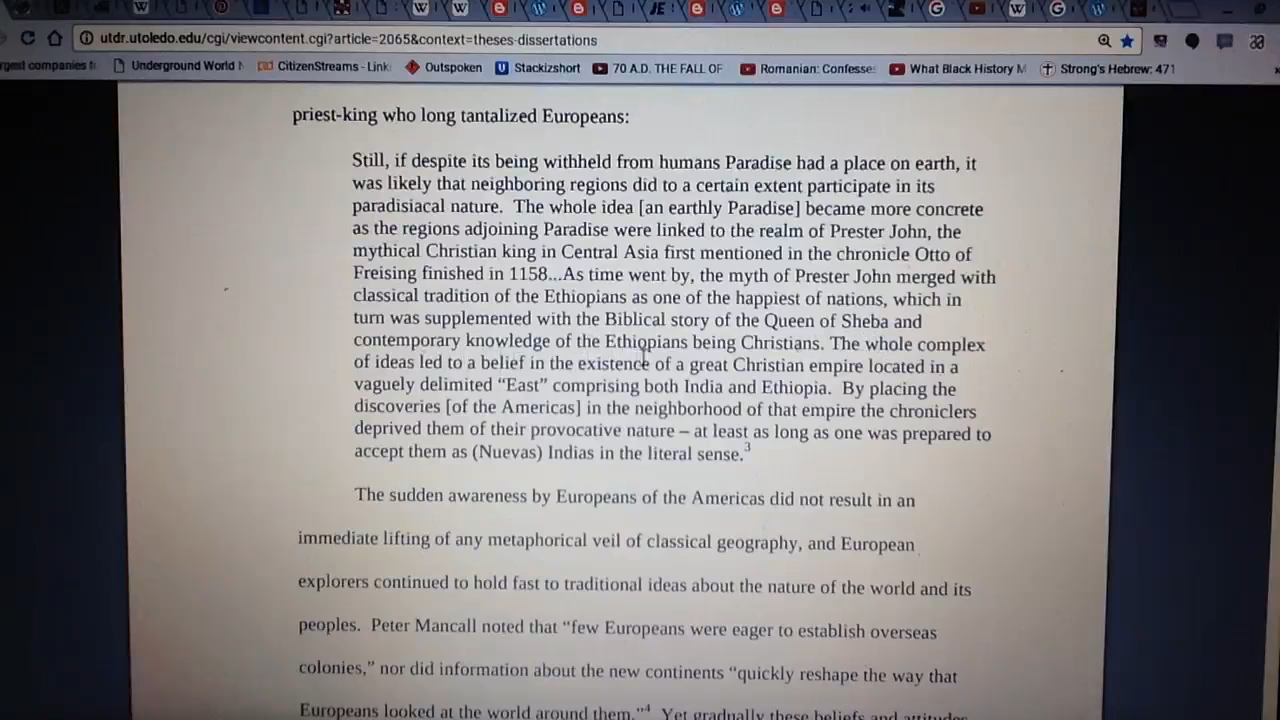 utdr.utoledo.edu/cgi/viewcontent.cgi?article=2065&context=theses-dissertations
rgest companies Underground World CitizenStreams - Link Outspoken Stackizshort 70 A.D. THE FALL OF Romanian: Confesse What Black History M Strong's Hebrew: 471
priest-king who long tantalized Europeans:
Still, if despite its being withheld from humans Paradise had a place on earth, it
was likely that neighboring regions did to a certain extent participate in its
paradisiacal nature. The whole idea [an earthly Paradise] became more concrete
as the regions adjoining Paradise were linked to the realm of Prester John, the
mythical Christian king in Central Asia first mentioned in the chronicle Otto of
Freising finished in 1158...As time went by, the myth of Prester John merged with
classical tradition of the Ethiopians as one of the happiest of nations, which in
turn was supplemented with the Biblical story of the Queen of Sheba and
contemporary knowledge of the Ethiopians being Christians. The whole complex
of ideas led to a belief in the existence of a great Christian empire located in a
vaguely delimited "East" comprising both India and Ethiopia. By placing the
discoveries [of the Americas] in the neighborhood of that empire the chroniclers
deprived them of their provocative nature – at least as long as one was prepared to
accept them as (Nuevas) Indias in the literal sense.3
The sudden awareness by Europeans of the Americas did not result in an
immediate lifting of any metaphorical veil of classical geography, and European
explorers continued to hold fast to traditional ideas about the nature of the world and its
peoples. Peter Mancall noted that "few Europeans were eager to establish overseas
colonies," nor did information about the new continents "quickly reshape the way that
Europeans looked at the world around them."4 Yet gradually these beliefs and attitudes